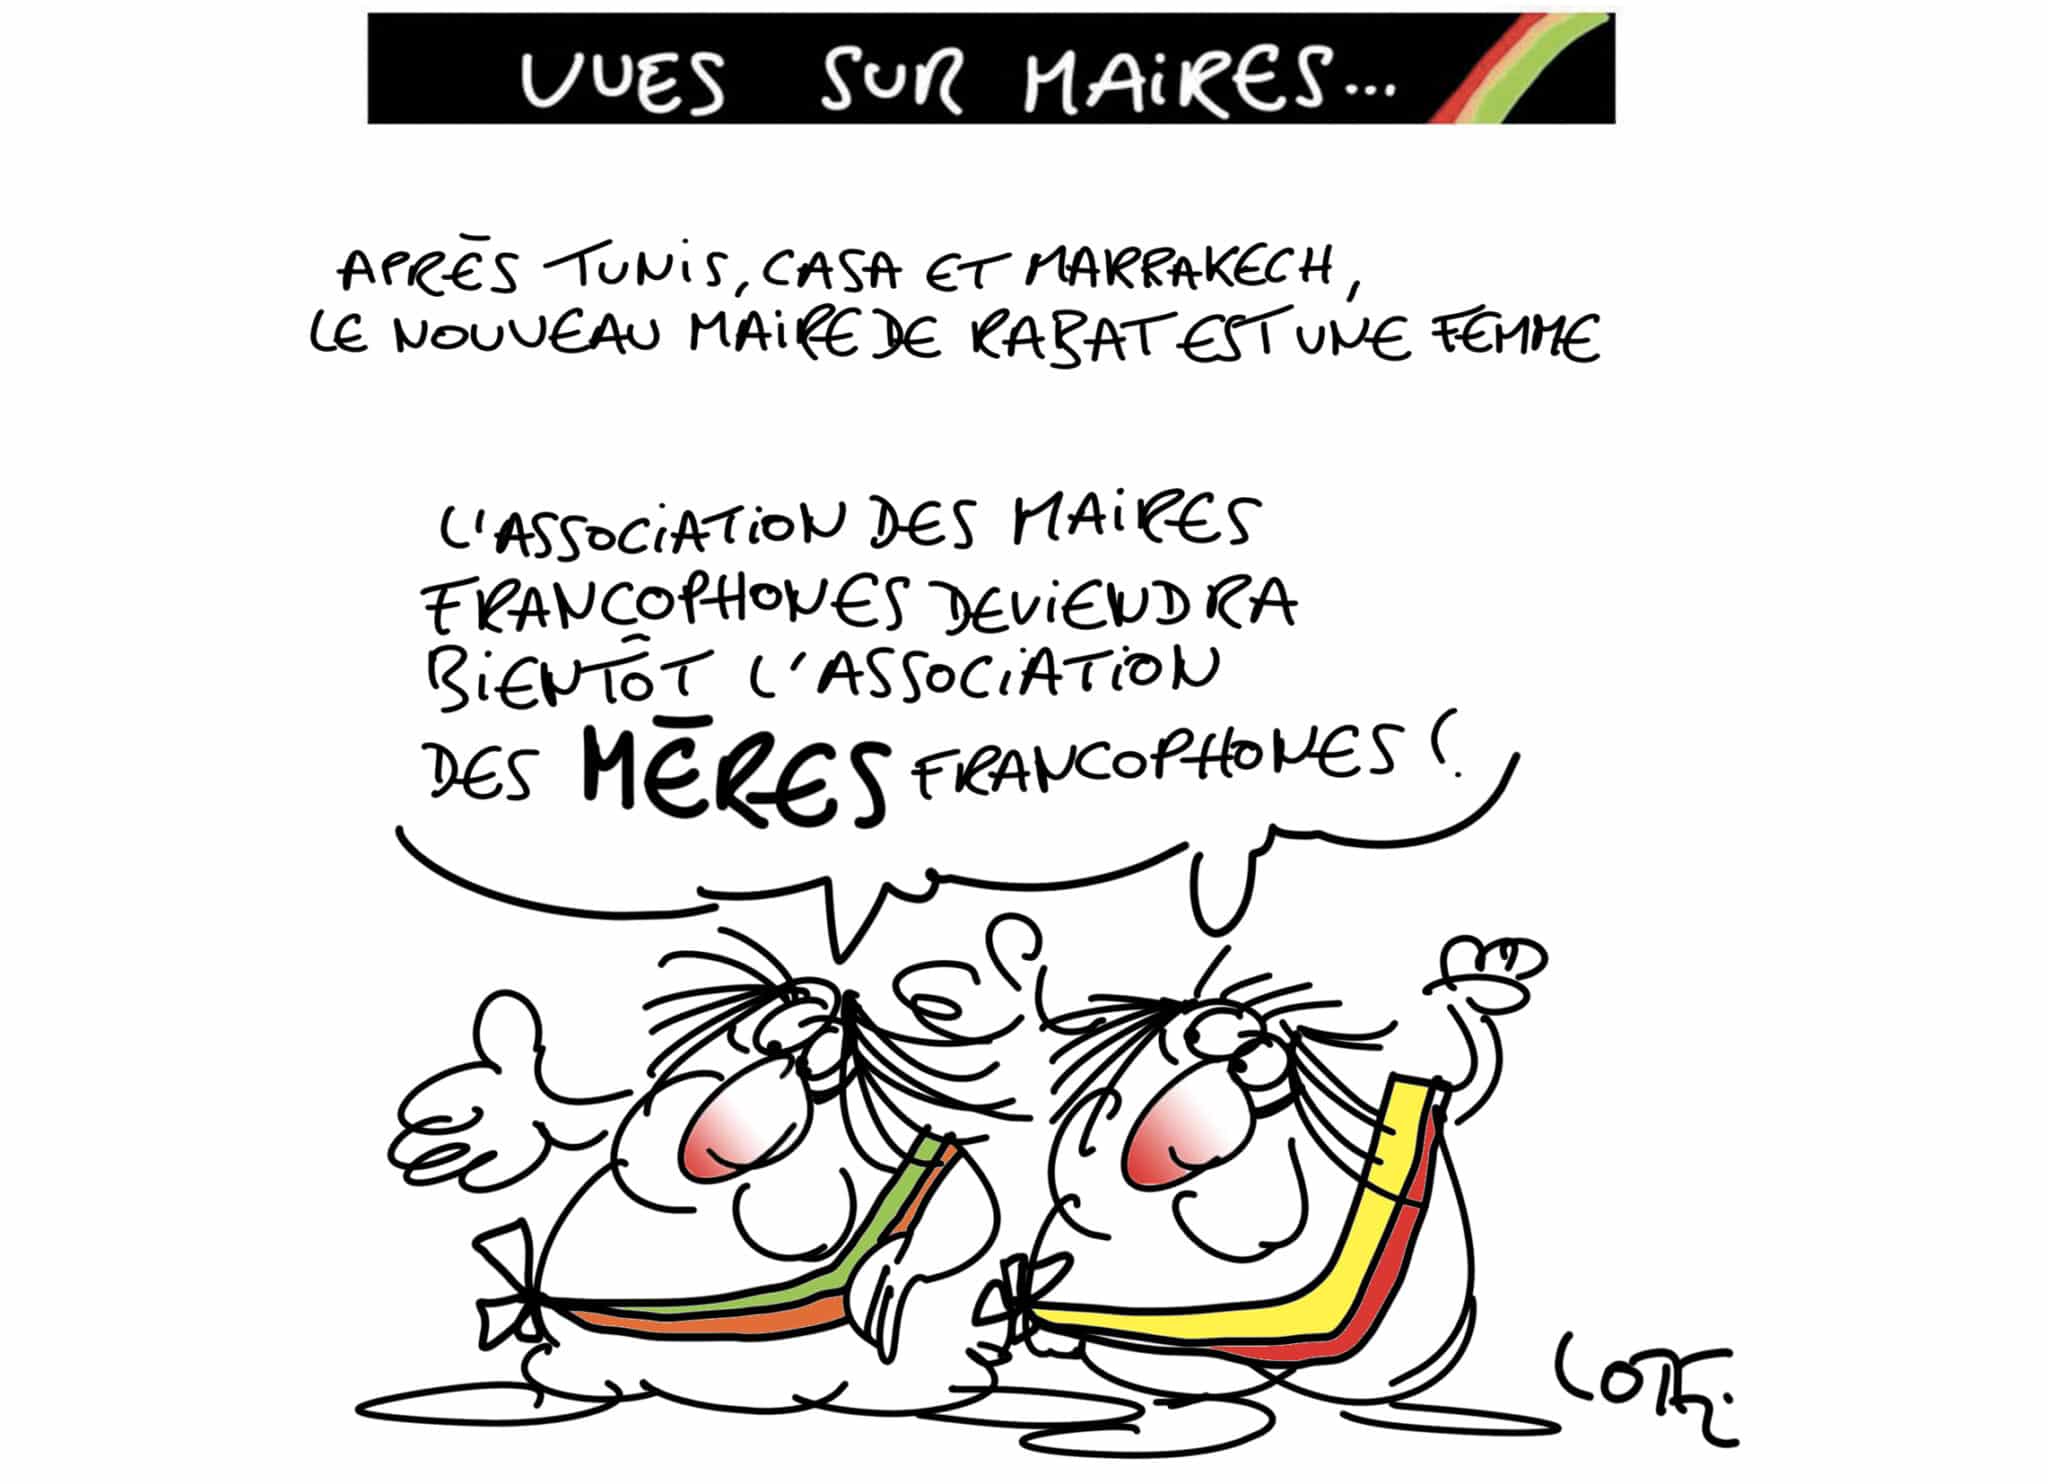 VUES SUR MAIRES...
APRÈS TUNIS, CASA ET MARRAKECH,
LE NOUVEAU MAIRE DE RABAT EST UNE FEMME
L'ASSOCIATION DES MAIRES
FRANCOPHONES DEVIENDRA
BIENTÔT L'ASSOCIATION
DES MÈRES FRANCOPHONES !